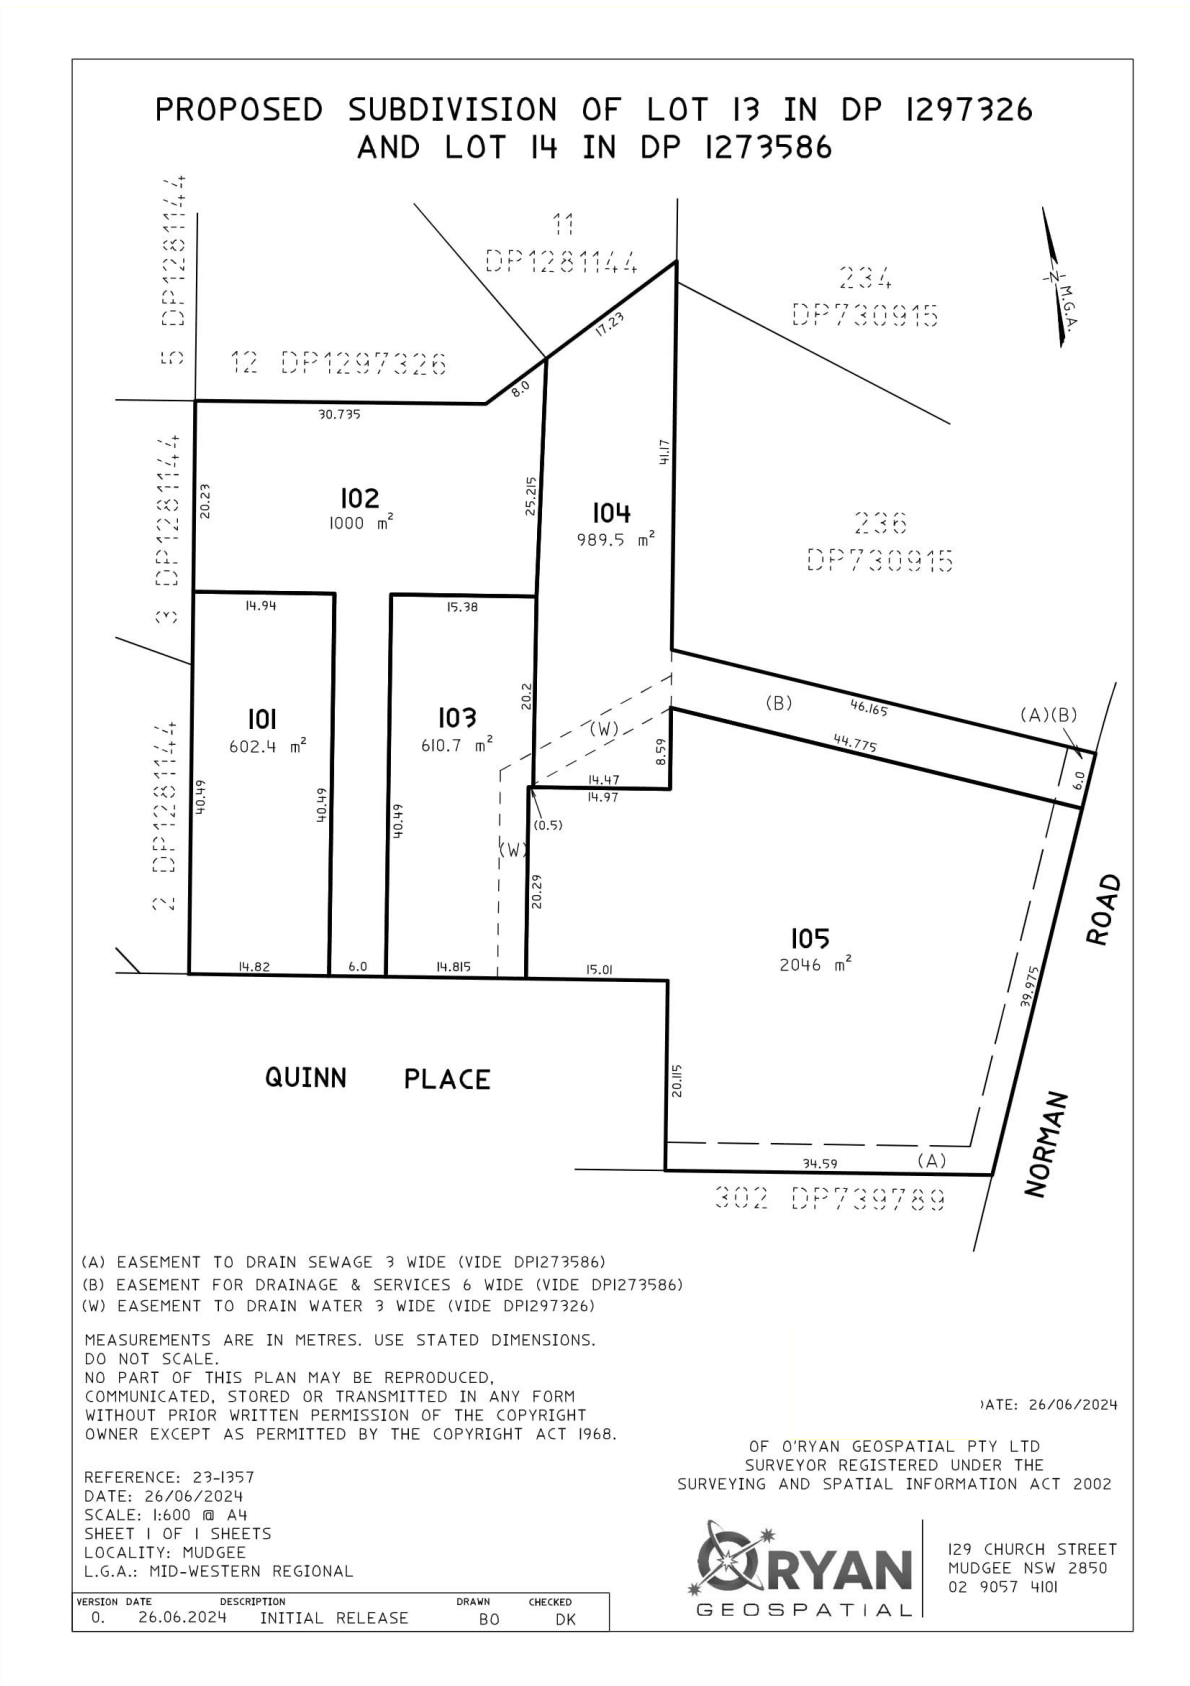 PROPOSED SUBDIVISION OF LOT 13 IN DP 1297326
AND LOT 14 IN DP 1273586
5 DP1281144
11
DP1281144
234
DP730915
M.G.A.
N
17.23
12 DP1297326
8.0
30.735
3 DP1281144
20.23
102
1000 m²
25.215
104
989.5 m²
41.17
236
DP730915
14.94
15.38
2 DP1281144
101
602.4 m²
40.49
40.49
103
610.7 m²
40.49
20.2
(W)
8.59
(B)
46.165
(A)(B)
44.775
6.0
14.47
14.97
(0.5)
(W)
20.29
105
2046 m²
39.975
ROAD
14.82
6.0
14.815
15.01
QUINN PLACE
20.115
NORMAN
34.59
(A)
302 DP739789
(A) EASEMENT TO DRAIN SEWAGE 3 WIDE (VIDE DP1273586)
(B) EASEMENT FOR DRAINAGE & SERVICES 6 WIDE (VIDE DP1273586)
(W) EASEMENT TO DRAIN WATER 3 WIDE (VIDE DP1297326)
MEASUREMENTS ARE IN METRES. USE STATED DIMENSIONS.
DO NOT SCALE.
NO PART OF THIS PLAN MAY BE REPRODUCED,
COMMUNICATED, STORED OR TRANSMITTED IN ANY FORM
WITHOUT PRIOR WRITTEN PERMISSION OF THE COPYRIGHT
OWNER EXCEPT AS PERMITTED BY THE COPYRIGHT ACT 1968.
REFERENCE: 23-1357
DATE: 26/06/2024
SCALE: 1:600 @ A4
SHEET 1 OF 1 SHEETS
LOCALITY: MUDGEE
L.G.A.: MID-WESTERN REGIONAL
VERSION DATE DESCRIPTION DRAWN CHECKED
0. 26.06.2024 INITIAL RELEASE BO DK
ATE: 26/06/2024
OF O'RYAN GEOSPATIAL PTY LTD
SURVEYOR REGISTERED UNDER THE
SURVEYING AND SPATIAL INFORMATION ACT 2002
ORYAN
GEOSPATIAL
129 CHURCH STREET
MUDGEE NSW 2850
02 9057 4101